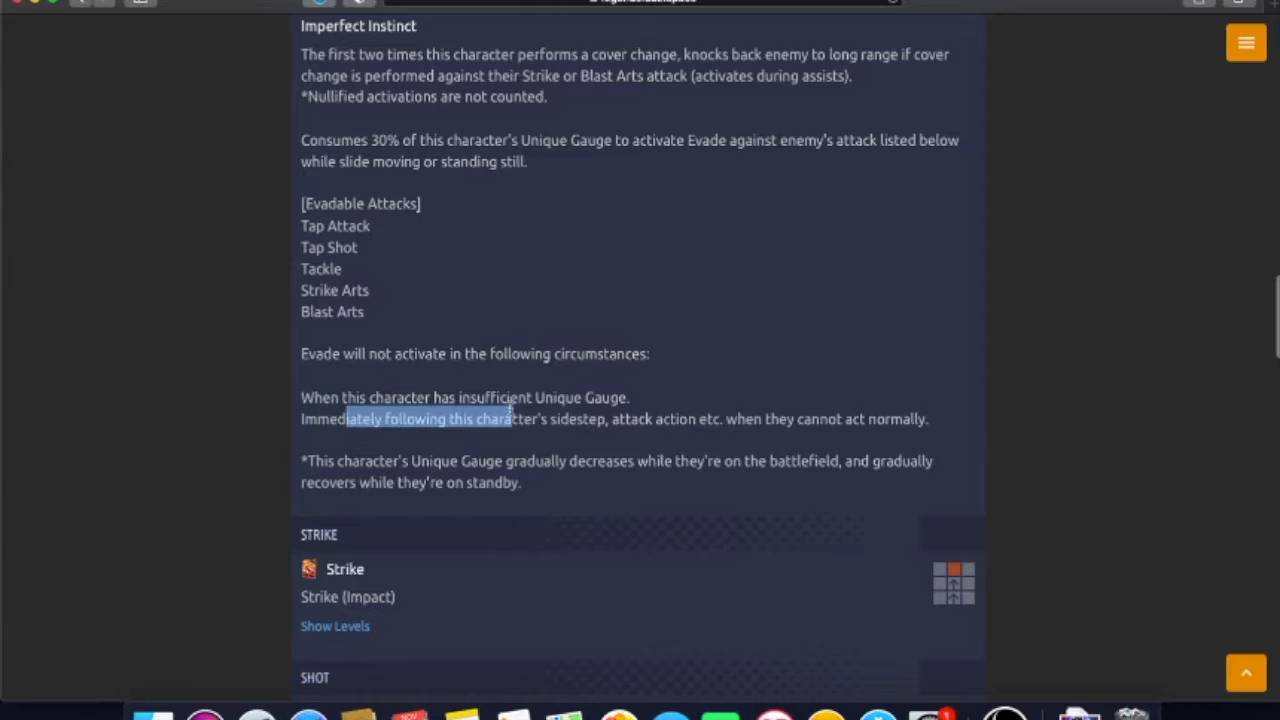 Imperfect Instinct
The first two times this character performs a cover change, knocks back enemy to long range if cover
change is performed against their Strike or Blast Arts attack (activates during assists).
*Nullified activations are not counted.
Consumes 30% of this character's Unique Gauge to activate Evade against enemy's attack listed below
while slide moving or standing still.
[Evadable Attacks]
Tap Attack
Tap Shot
Tackle
Strike Arts
Blast Arts
Evade will not activate in the following circumstances:
When this character has insufficient Unique Gauge.
Immediately following this character's sidestep, attack action etc. when they cannot act normally.
*This character's Unique Gauge gradually decreases while they're on the battlefield, and gradually
recovers while they're on standby.
STRIKE
Strike
Strike (Impact)
Show Levels
SHOT
NOV
1